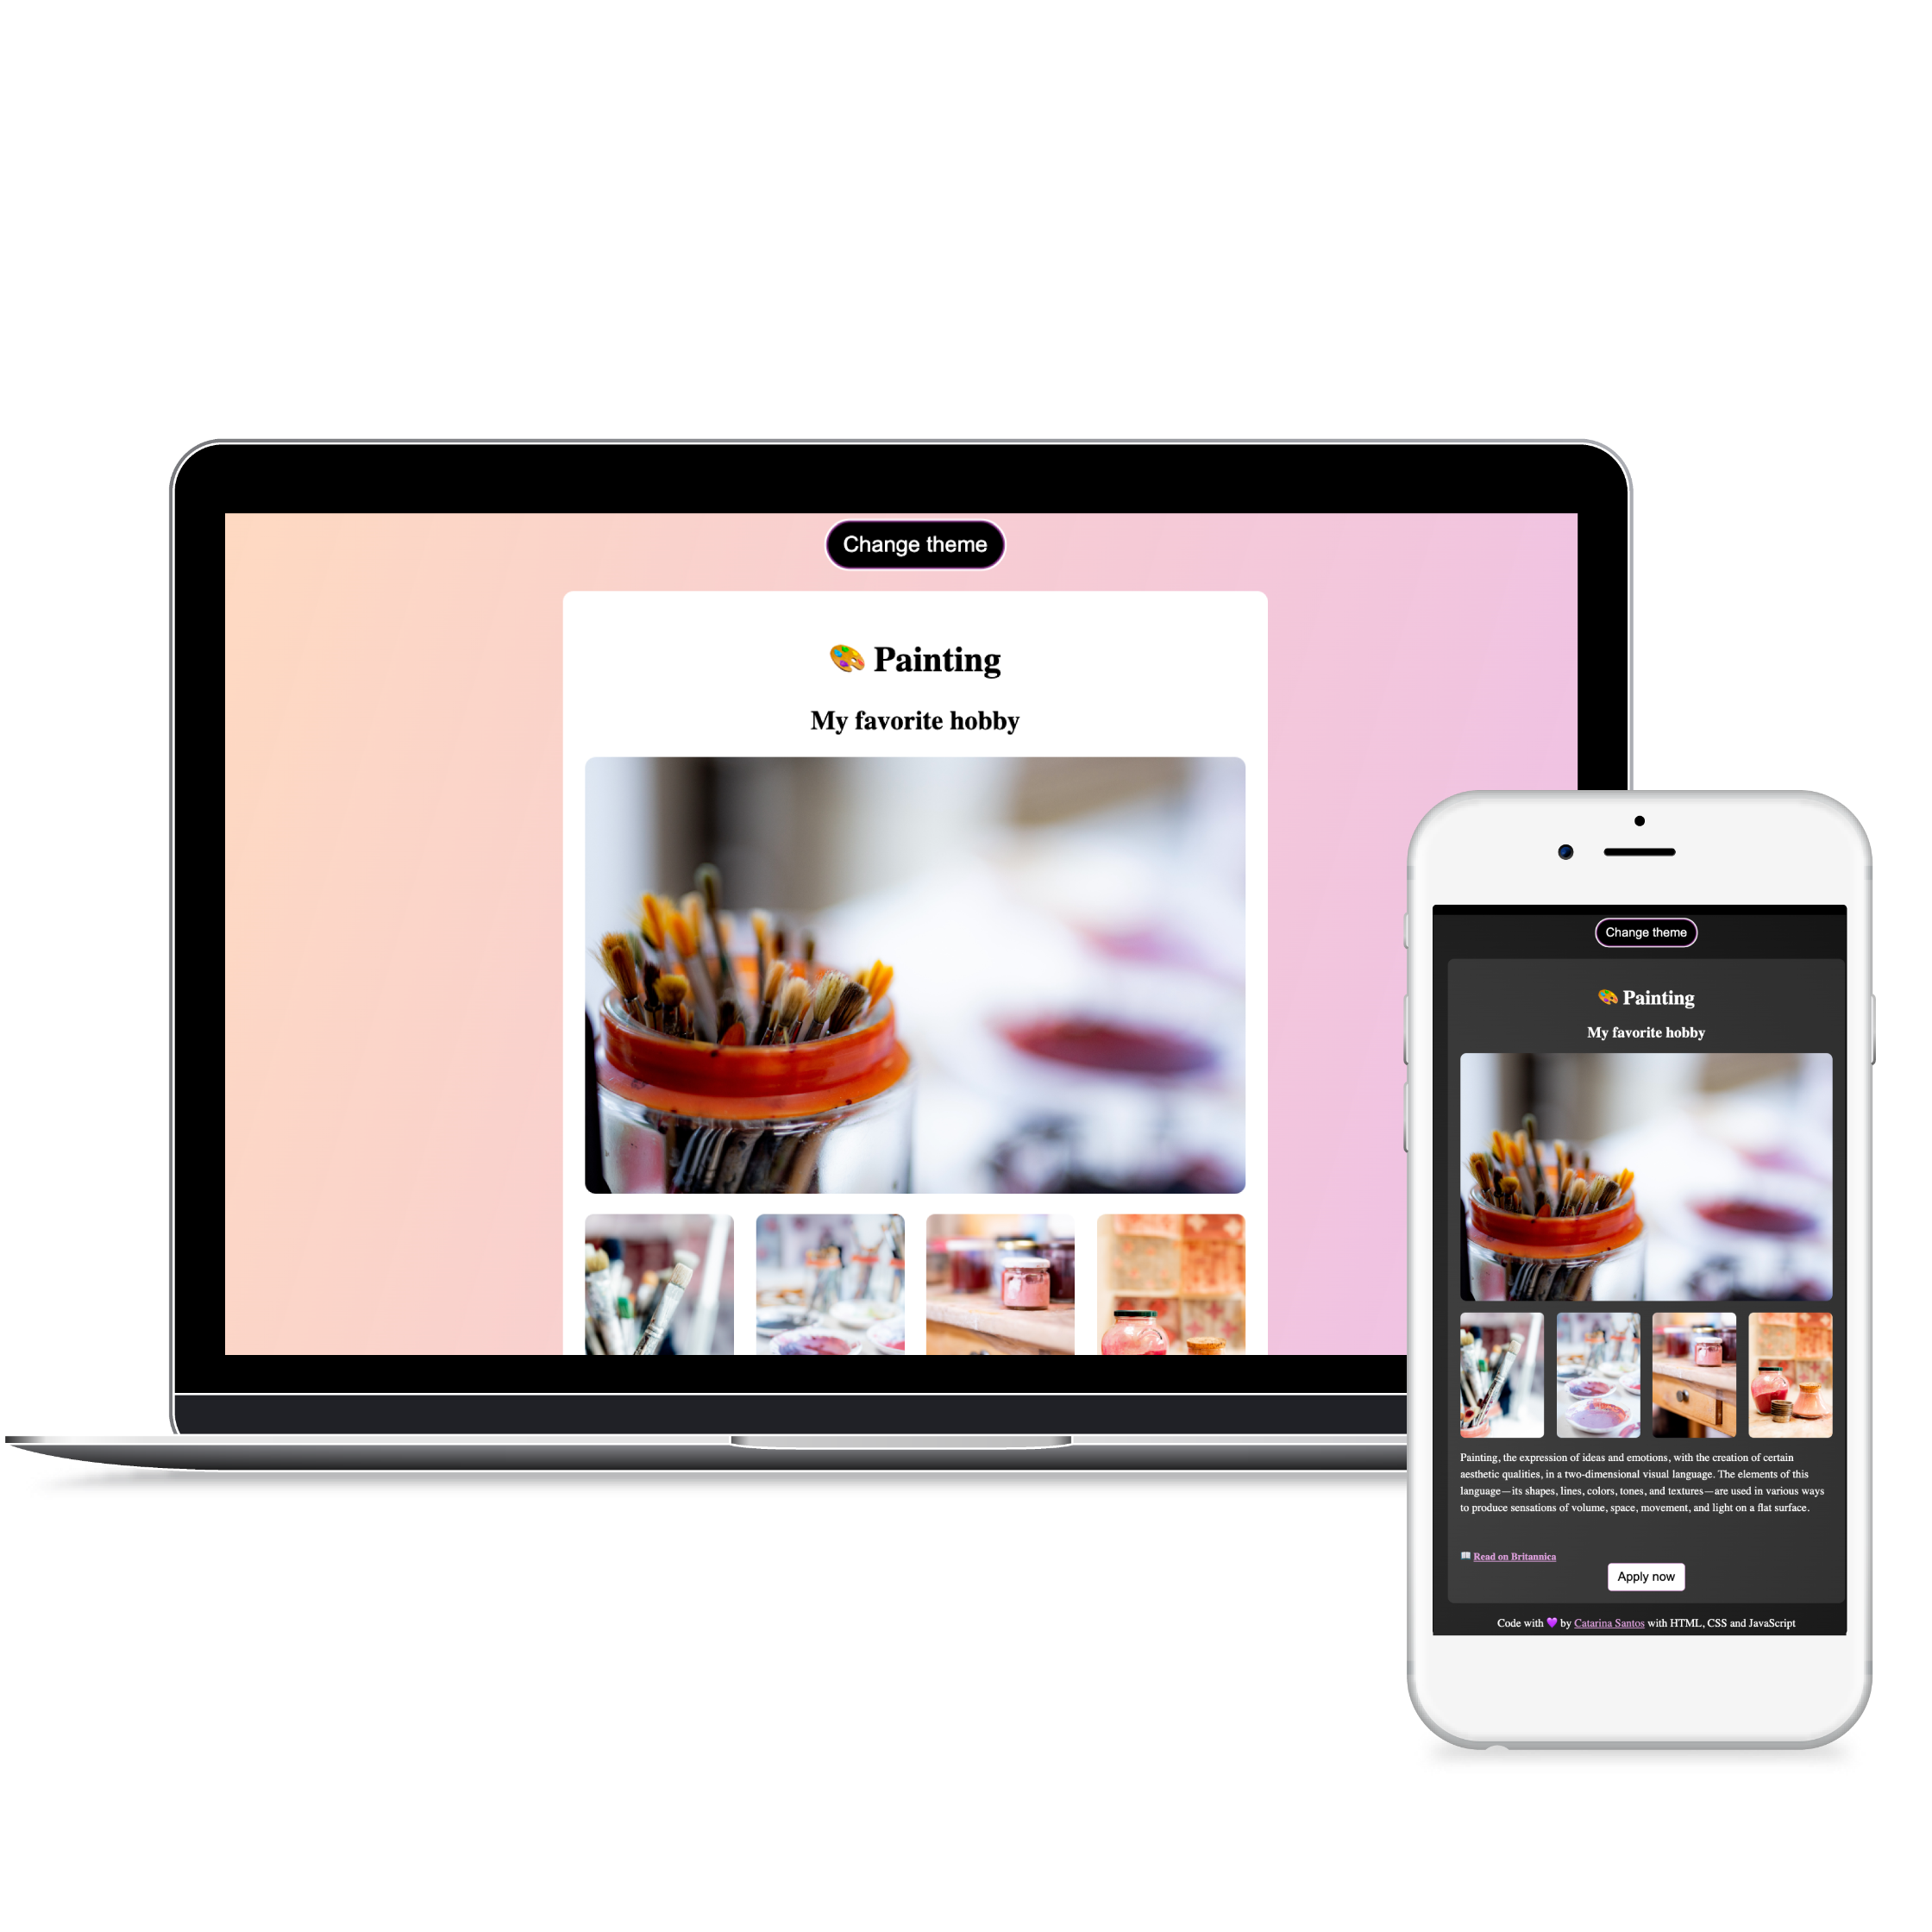 Change theme
🎨 Painting
My favorite hobby
Change theme
🎨 Painting
My favorite hobby
Painting, the expression of ideas and emotions, with the creation of certain
aesthetic qualities, in a two-dimensional visual language. The elements of this
language—its shapes, lines, colors, tones, and textures—are used in various ways
to produce sensations of volume, space, movement, and light on a flat surface.
📖 Read on Britannica
Apply now
Code with 💜 by Catarina Santos with HTML, CSS and JavaScript